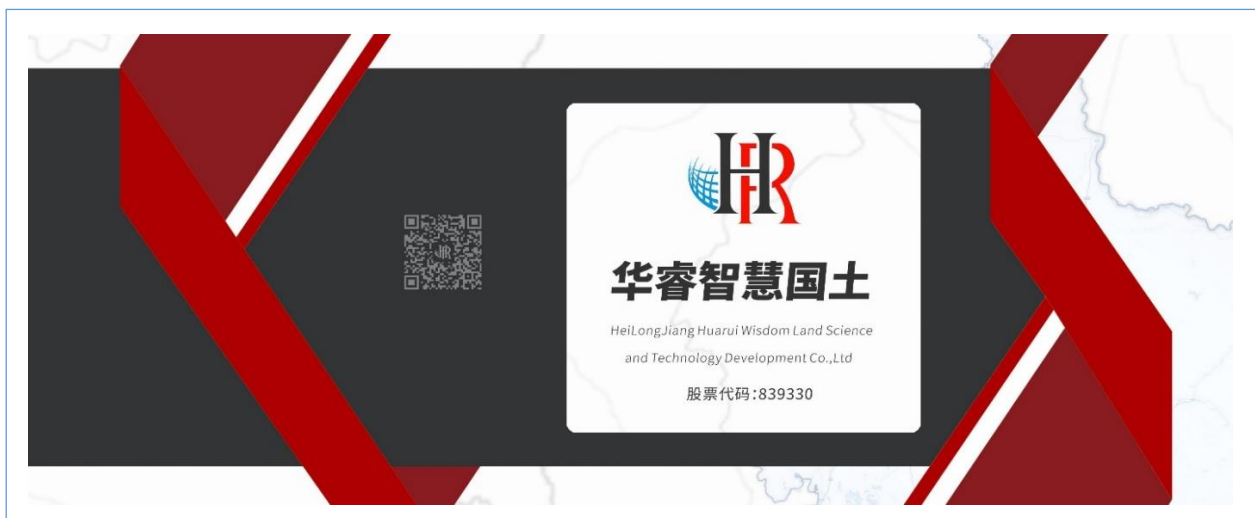 HR
华睿智慧国土
HeiLongJiang Huarui Wisdom Land Science
and Technology Development Co.,Ltd
股票代码:839330